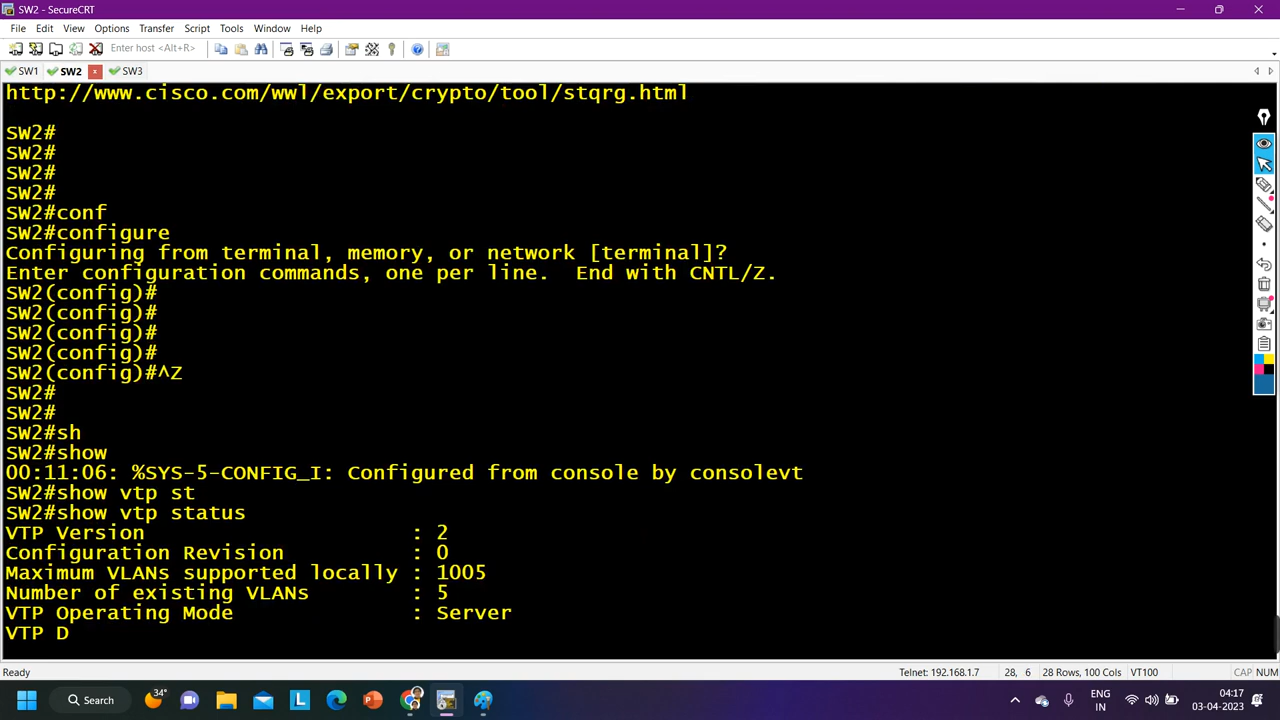 SW2 - SecureCRT
File Edit View Options Transfer Script Tools Window Help
Enter host <Alt+R>
SW1 SW2 x SW3
http://www.cisco.com/wwl/export/crypto/tool/stqrg.html
SW2#
SW2#
SW2#
SW2#
SW2#conf
SW2#configure
Configuring from terminal, memory, or network [terminal]?
Enter configuration commands, one per line.  End with CNTL/Z.
SW2(config)#
SW2(config)#
SW2(config)#
SW2(config)#
SW2(config)#^Z
SW2#
SW2#
SW2#sh
SW2#show
00:11:06: %SYS-5-CONFIG_I: Configured from console by consolevt
SW2#show vtp st
SW2#show vtp status
VTP Version                     : 2
Configuration Revision          : 0
Maximum VLANs supported locally : 1005
Number of existing VLANs        : 5
VTP Operating Mode              : Server
VTP D
Ready Telnet: 192.168.1.7 28, 6 28 Rows, 100 Cols VT100 CAP NUM
Search 34° L ENG IN 04:17 03-04-2023